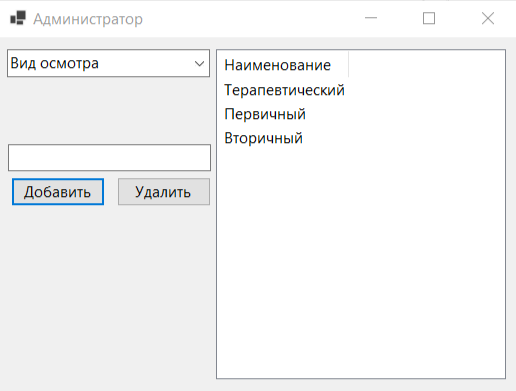 Администратор
Вид осмотра
Добавить
Удалить
Наименование
Терапевтический
Первичный
Вторичный